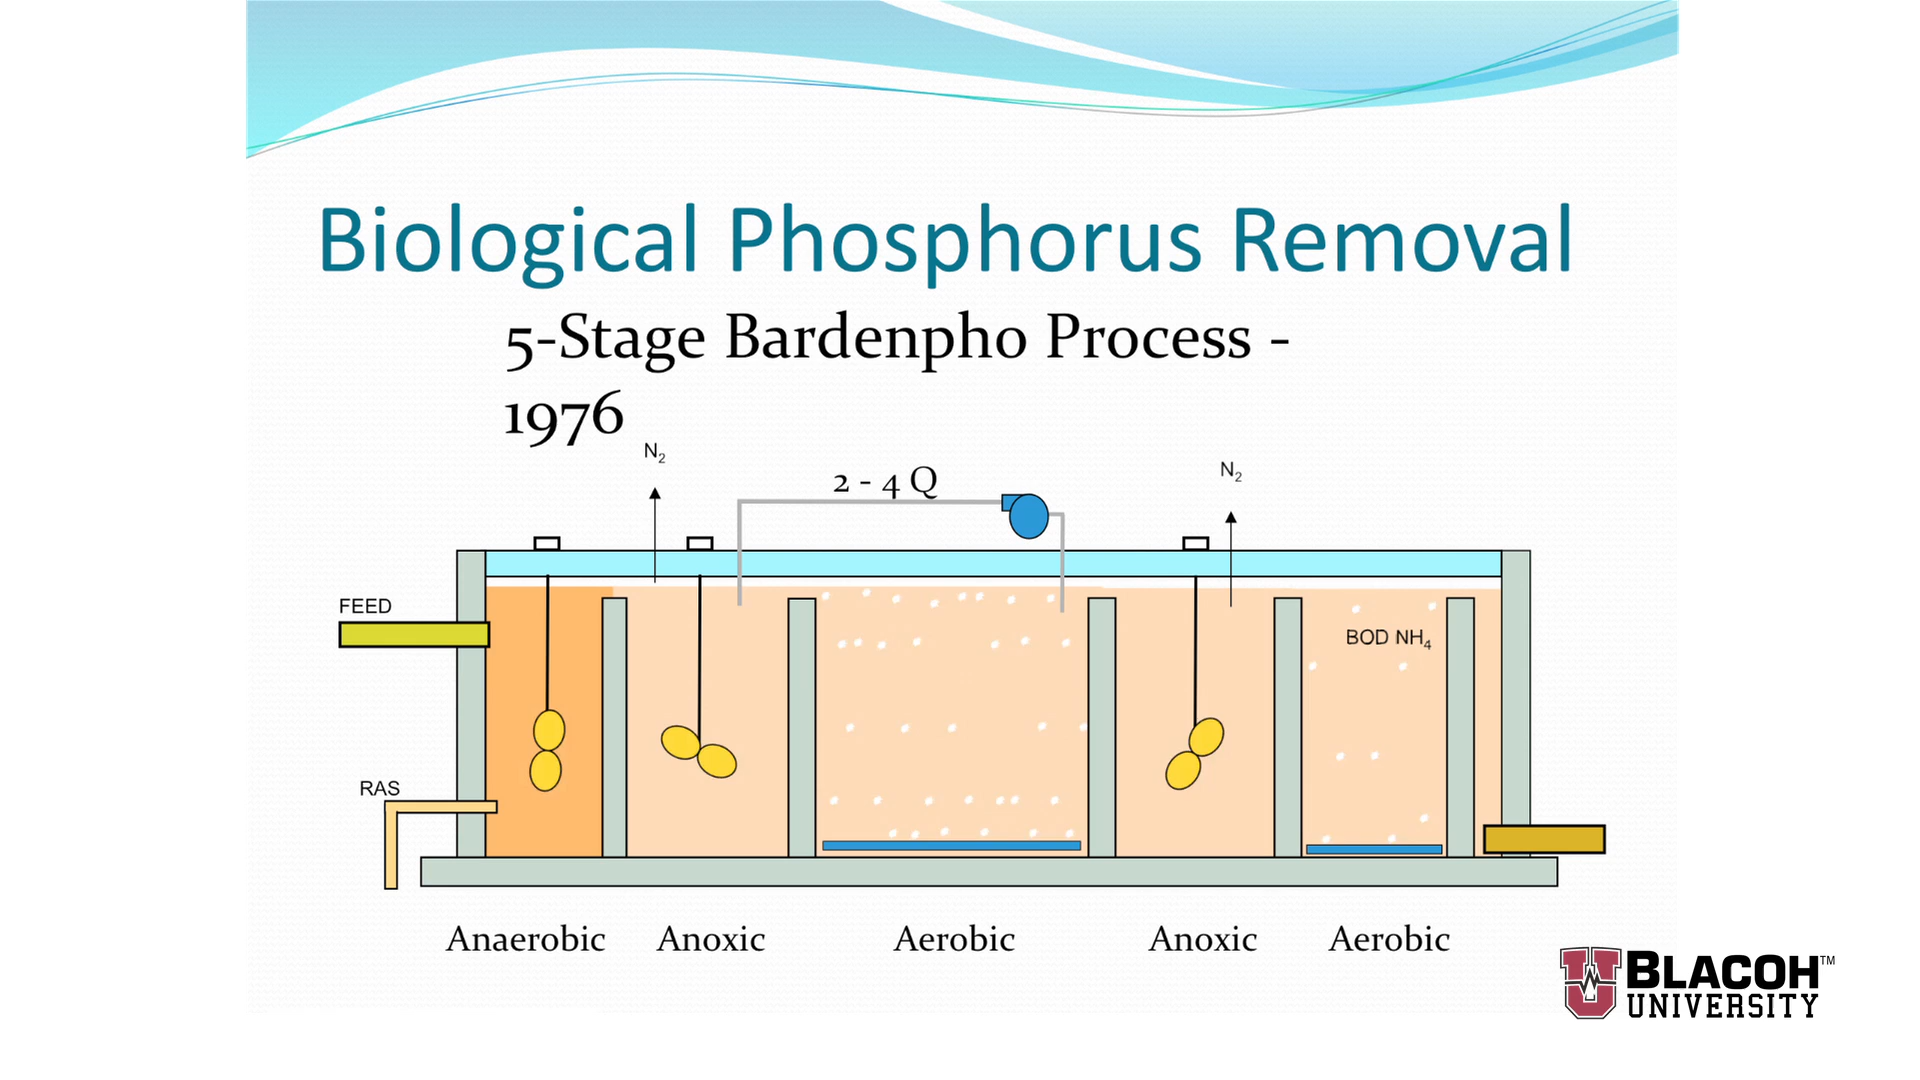 Biological Phosphorus Removal
5-Stage Bardenpho Process -
1976
N2
2 - 4 Q
N2
FEED
BOD NH4
RAS
Anaerobic
Anoxic
Aerobic
Anoxic
Aerobic
U BLACOH™
UNIVERSITY